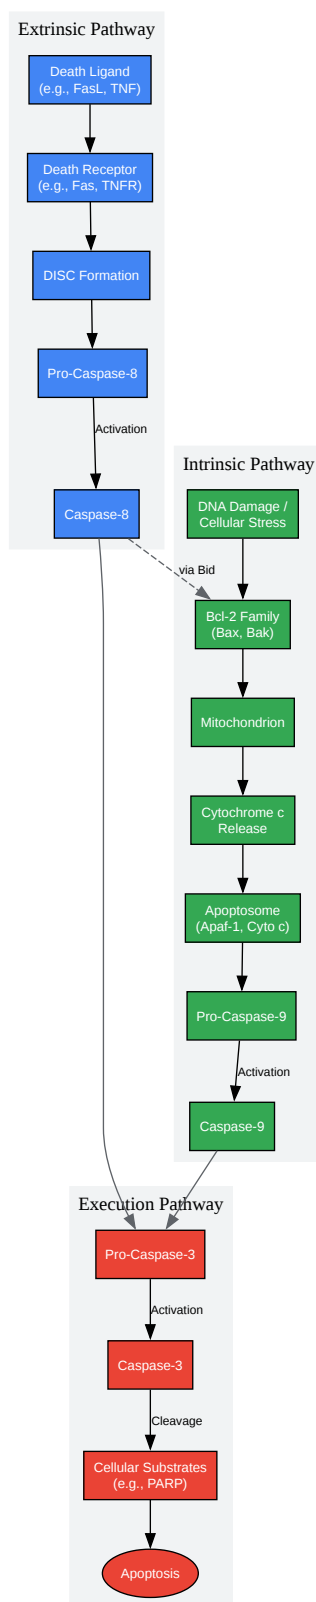 Extrinsic Pathway
Death Ligand
(e.g., FasL, TNF)
Death Receptor
(e.g., Fas, TNFR)
DISC Formation
Pro-Caspase-8
Activation
Caspase-8
via Bid
Intrinsic Pathway
DNA Damage /
Cellular Stress
Bcl-2 Family
(Bax, Bak)
Mitochondrion
Cytochrome c
Release
Apoptosome
(Apaf-1, Cyto c)
Pro-Caspase-9
Activation
Caspase-9
Execution Pathway
Pro-Caspase-3
Activation
Caspase-3
Cleavage
Cellular Substrates
(e.g., PARP)
Apoptosis